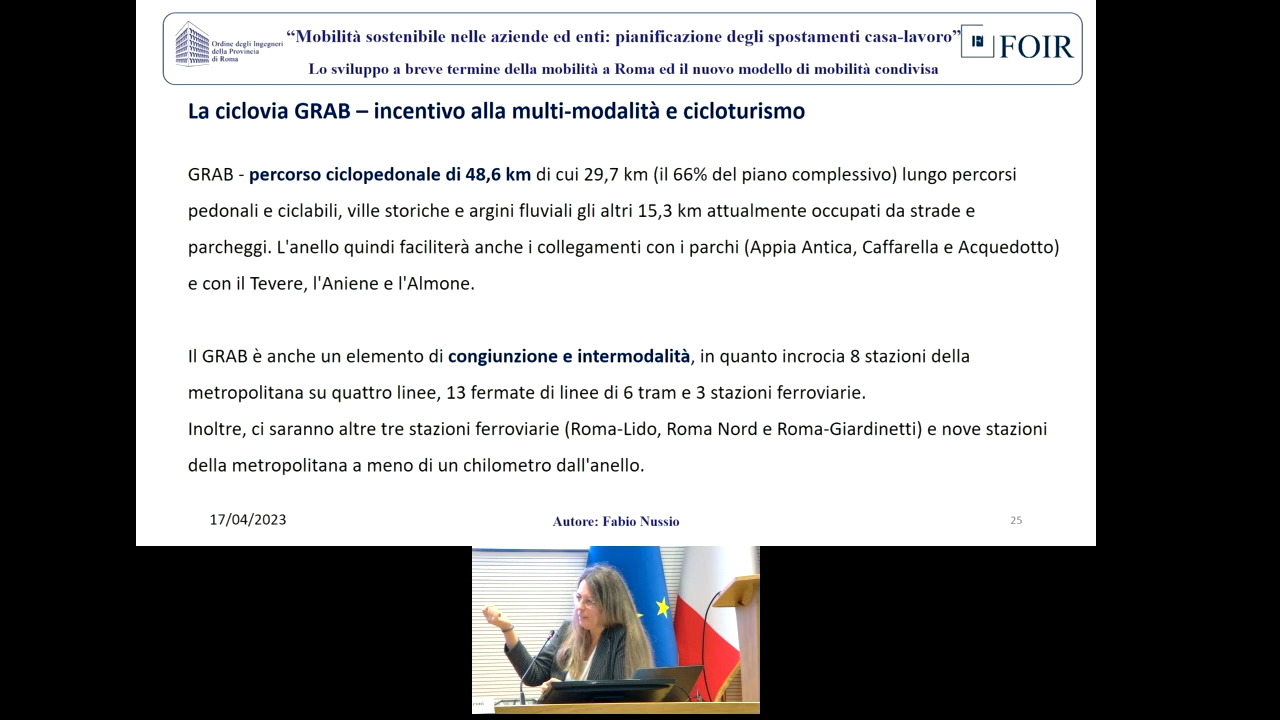 Ordine degli Ingegneri
della Provincia
di Roma
“Mobilità sostenibile nelle aziende ed enti: pianificazione degli spostamenti casa-lavoro”
Lo sviluppo a breve termine della mobilità a Roma ed il nuovo modello di mobilità condivisa
FOIR
La ciclovia GRAB – incentivo alla multi-modalità e cicloturismo
GRAB - percorso ciclopedonale di 48,6 km di cui 29,7 km (il 66% del piano complessivo) lungo percorsi
pedonali e ciclabili, ville storiche e argini fluviali gli altri 15,3 km attualmente occupati da strade e
parcheggi. L'anello quindi faciliterà anche i collegamenti con i parchi (Appia Antica, Caffarella e Acquedotto)
e con il Tevere, l'Aniene e l'Almone.
Il GRAB è anche un elemento di congiunzione e intermodalità, in quanto incrocia 8 stazioni della
metropolitana su quattro linee, 13 fermate di linee di 6 tram e 3 stazioni ferroviarie.
Inoltre, ci saranno altre tre stazioni ferroviarie (Roma-Lido, Roma Nord e Roma-Giardinetti) e nove stazioni
della metropolitana a meno di un chilometro dall'anello.
17/04/2023
Autore: Fabio Nussio
25